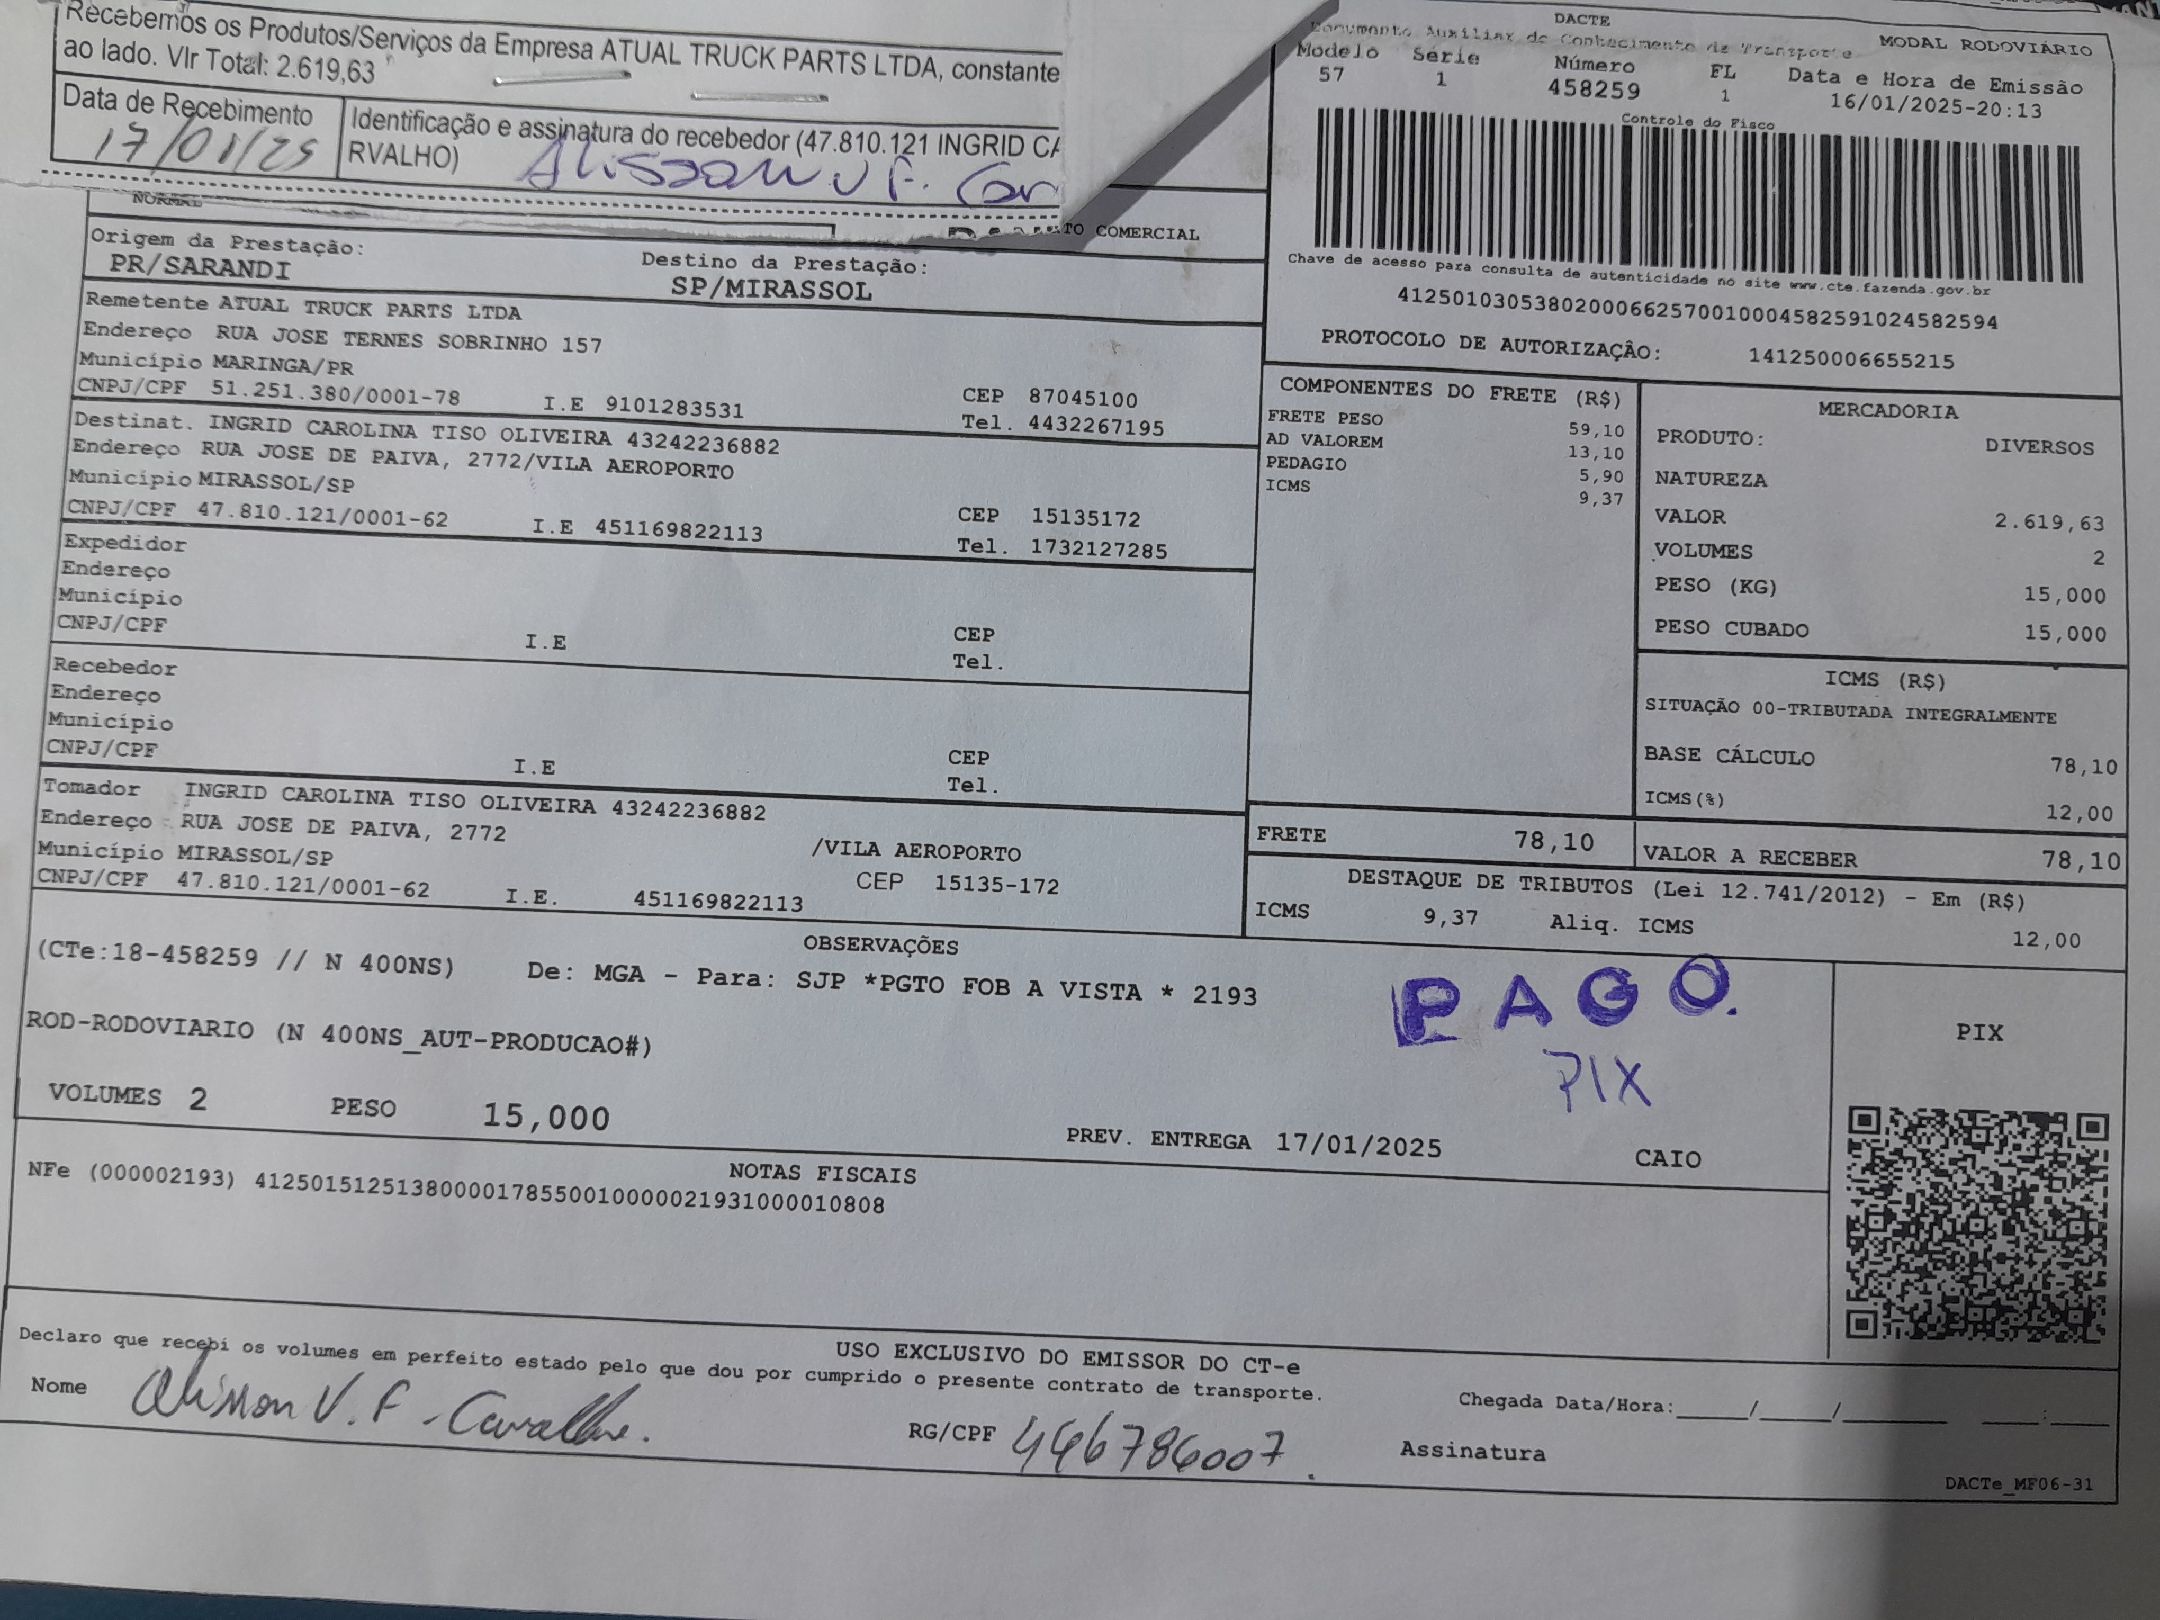 Recebemos os Produtos/Serviços da Empresa ATUAL TRUCK PARTS LTDA, constante
ao lado. Vlr Total: 2.619,63
Data de Recebimento
17/01/25
Identificação e assinatura do recebedor (47.810.121 INGRID CA
RVALHO)
Alisson V F. Car
NORMAL
TO COMERCIAL
DACTE
Documento Auxiliar de Conhecimento de Transporte
MODAL RODOVIÁRIO
Modelo Série Número FL Data e Hora de Emissão
57 1 458259 1 16/01/2025-20:13
Controle do Fisco
Chave de acesso para consulta de autenticidade no site www.cte.fazenda.gov.br
41250103053802000662570010004582591024582594
PROTOCOLO DE AUTORIZAÇÃO: 141250006655215
Origem da Prestação:
PR/SARANDI
Destino da Prestação:
SP/MIRASSOL
Remetente ATUAL TRUCK PARTS LTDA
Endereço RUA JOSE TERNES SOBRINHO 157
Município MARINGA/PR
CEP 87045100
CNPJ/CPF 51.251.380/0001-78 I.E 9101283531 Tel. 4432267195
Destinat. INGRID CAROLINA TISO OLIVEIRA 43242236882
Endereço RUA JOSE DE PAIVA, 2772/VILA AEROPORTO
Município MIRASSOL/SP
CEP 15135172
CNPJ/CPF 47.810.121/0001-62 I.E 451169822113 Tel. 1732127285
Expedidor
Endereço
Município
CEP
CNPJ/CPF I.E Tel.
Recebedor
Endereço
Município
CEP
CNPJ/CPF I.E Tel.
Tomador INGRID CAROLINA TISO OLIVEIRA 43242236882
Endereço RUA JOSE DE PAIVA, 2772 /VILA AEROPORTO
Município MIRASSOL/SP CEP 15135-172
CNPJ/CPF 47.810.121/0001-62 I.E. 451169822113
COMPONENTES DO FRETE (R$)
FRETE PESO 59,10
AD VALOREM 13,10
PEDAGIO 5,90
ICMS 9,37
MERCADORIA
PRODUTO: DIVERSOS
NATUREZA
VALOR 2.619,63
VOLUMES 2
PESO (KG) 15,000
PESO CUBADO 15,000
ICMS (R$)
SITUAÇÃO 00-TRIBUTADA INTEGRALMENTE
BASE CÁLCULO 78,10
ICMS(%) 12,00
FRETE 78,10
VALOR A RECEBER 78,10
DESTAQUE DE TRIBUTOS (Lei 12.741/2012) - Em (R$)
ICMS 9,37 Aliq. ICMS 12,00
OBSERVAÇÕES
(CTe:18-458259 // N 400NS) De: MGA - Para: SJP *PGTO FOB A VISTA * 2193
ROD-RODOVIARIO (N 400NS_AUT-PRODUCAO#)
PAGO.
PIX
PIX
VOLUMES 2 PESO 15,000
PREV. ENTREGA 17/01/2025 CAIO
NOTAS FISCAIS
NFe (000002193) 41250151251380000178550010000021931000010808
USO EXCLUSIVO DO EMISSOR DO CT-e
Declaro que recebi os volumes em perfeito estado pelo que dou por cumprido o presente contrato de transporte.
Nome Alisson V. F. Carvalho.
RG/CPF 446786007.
Chegada Data/Hora:____/____/______ ___:___
Assinatura
DACTe_MF06-31